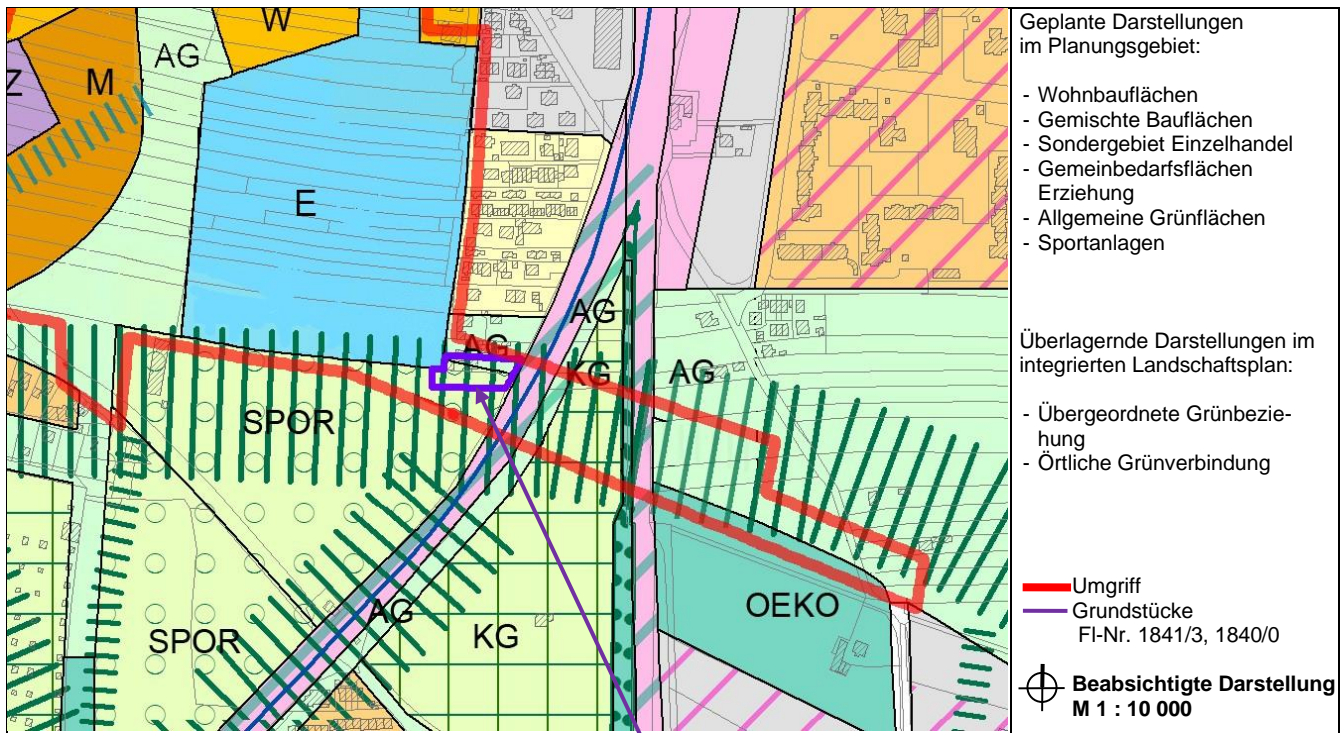 W
AG
Z
M
E
AG
AG
KG
AG
SPOR
OEKO
AG
KG
SPOR
Geplante Darstellungen
im Planungsgebiet:
- Wohnbauflächen
- Gemischte Bauflächen
- Sondergebiet Einzelhandel
- Gemeinbedarfsflächen
Erziehung
- Allgemeine Grünflächen
- Sportanlagen
Überlagernde Darstellungen im
integrierten Landschaftsplan:
- Übergeordnete Grünbezie-
hung
- Örtliche Grünverbindung
Umgriff
Grundstücke
Fl-Nr. 1841/3, 1840/0
Beabsichtigte Darstellung
M 1 : 10 000